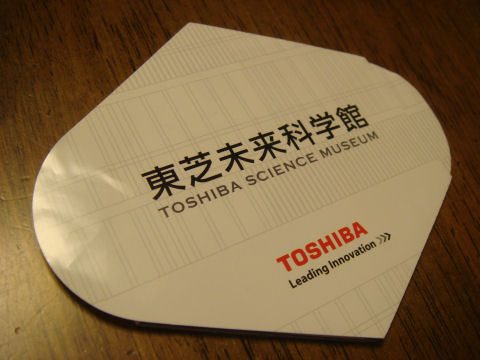 東芝未来科学館
TOSHIBA SCIENCE MUSEUM
TOSHIBA
Leading Innovation >>>